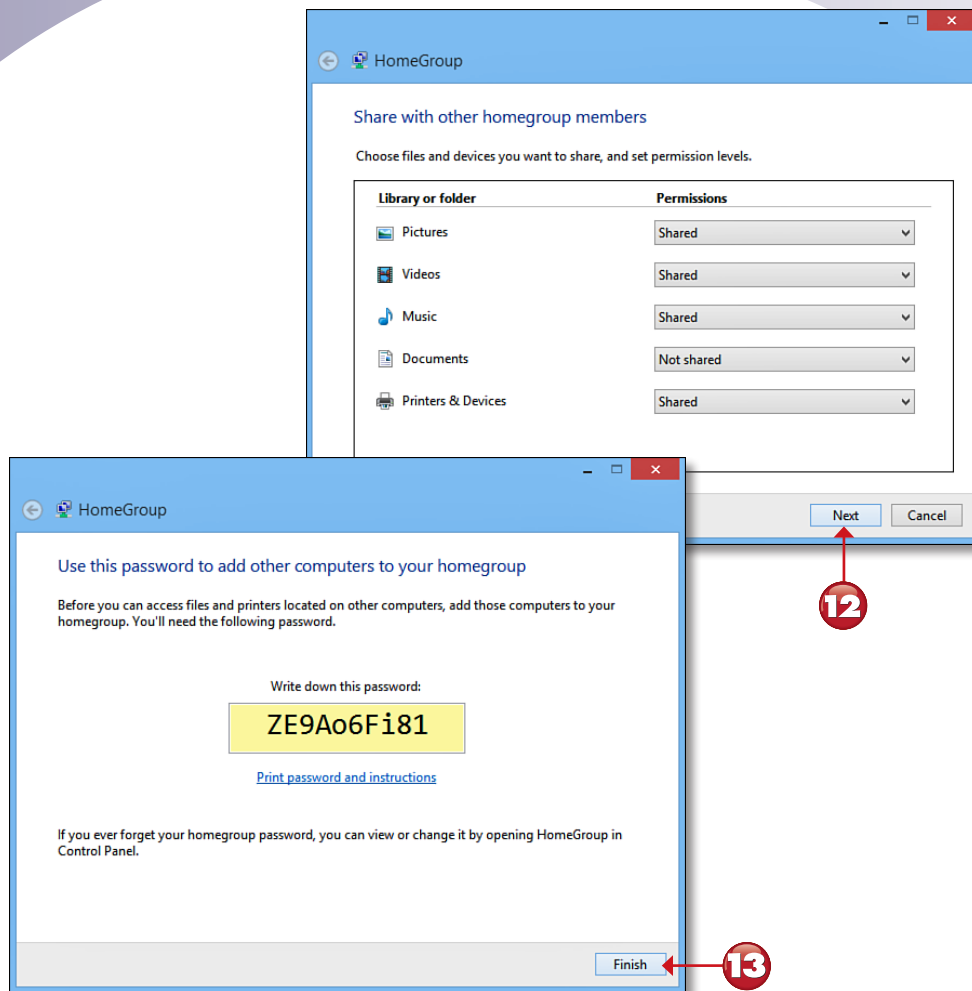 HomeGroup
Share with other homegroup members
Choose files and devices you want to share, and set permission levels.
Library or folder Permissions
Pictures Shared
Videos Shared
Music Shared
Documents Not shared
Printers & Devices Shared
Next Cancel
12
HomeGroup
Use this password to add other computers to your homegroup
Before you can access files and printers located on other computers, add those computers to your
homegroup. You'll need the following password.
Write down this password:
ZE9Ao6Fi81
Print password and instructions
If you ever forget your homegroup password, you can view or change it by opening HomeGroup in
Control Panel.
Finish
13